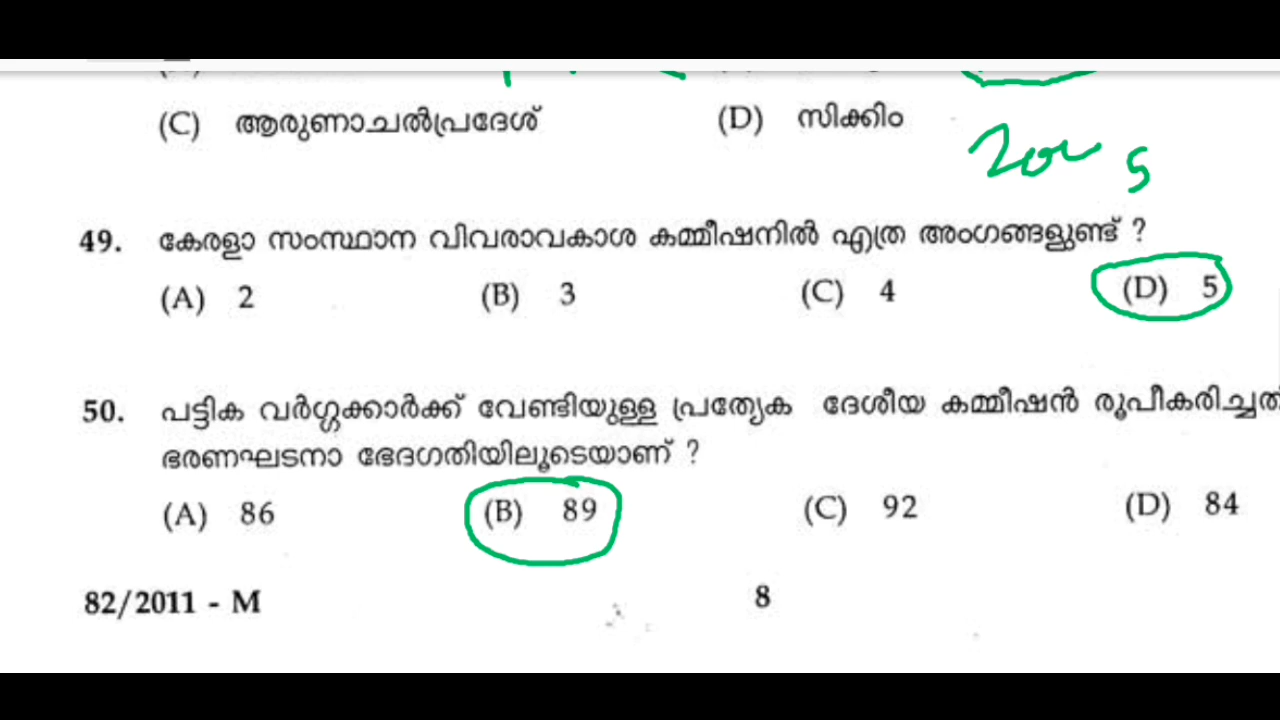 (C) ആരുണാചൽപ്രദേശ് (D) സിക്കിം
49. കേരളാ സംസ്ഥാന വിവരാവകാശ കമ്മീഷനിൽ എത്ര അംഗങ്ങളുണ്ട് ?
(A) 2 (B) 3 (C) 4 (D) 5
50. പട്ടിക വർഗ്ഗക്കാർക്ക് വേണ്ടിയുള്ള പ്രത്യേക ദേശീയ കമ്മീഷൻ രൂപീകരിച്ചത്
ഭരണഘടനാ ഭേദഗതിയിലൂടെയാണ് ?
(A) 86 (B) 89 (C) 92 (D) 84
82/2011 - M 8